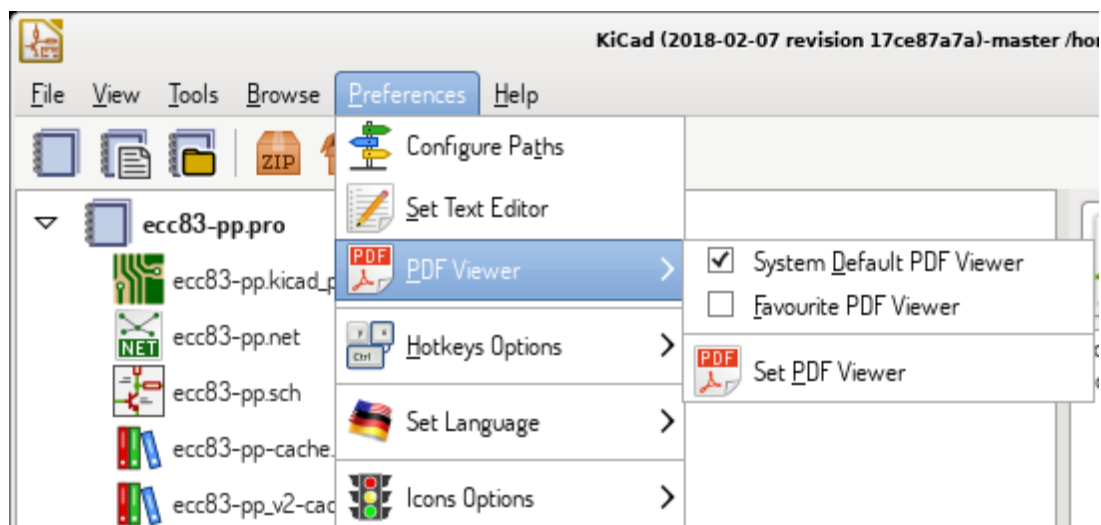 KiCad (2018-02-07 revision 17ce87a7a)-master /hor
File View Tools Browse Preferences Help
ZIP
Configure Paths
Set Text Editor
ecc83-pp.pro
PDF
PDF Viewer
System Default PDF Viewer
Favourite PDF Viewer
ecc83-pp.kicad_p
ecc83-pp.net
NET
Ctrl
Hotkeys Options
PDF
Set PDF Viewer
ecc83-pp.sch
Set Language
ecc83-pp-cache.
ecc83-pp_v2-cac
Icons Options